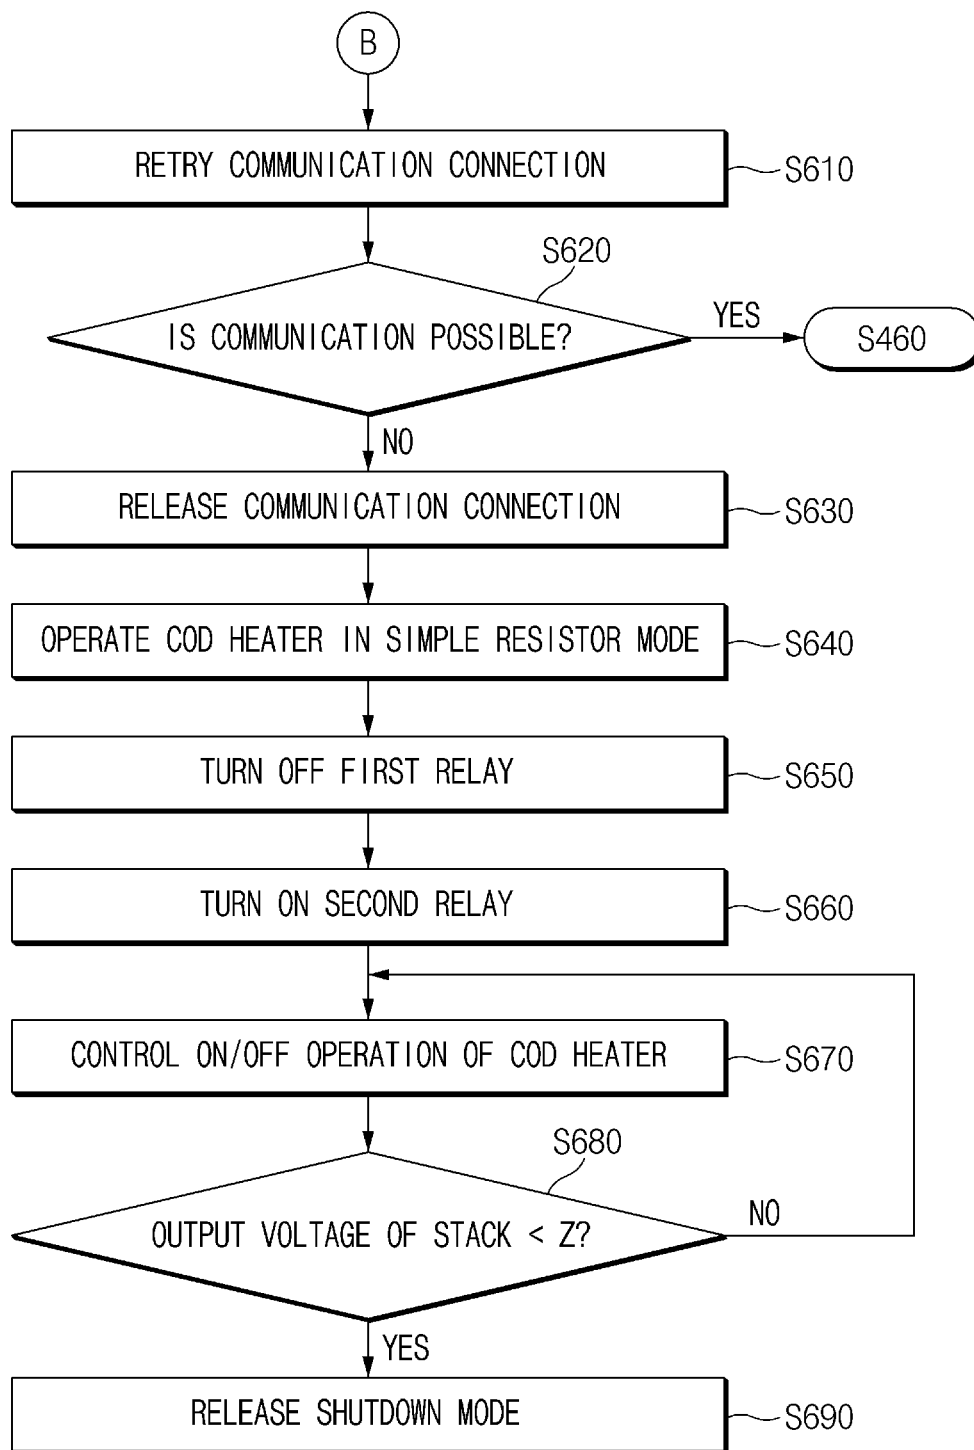 B
RETRY COMMUNICATION CONNECTION
S610
S620
IS COMMUNICATION POSSIBLE?
YES
S460
NO
RELEASE COMMUNICATION CONNECTION
S630
OPERATE COD HEATER IN SIMPLE RESISTOR MODE
S640
TURN OFF FIRST RELAY
S650
TURN ON SECOND RELAY
S660
CONTROL ON/OFF OPERATION OF COD HEATER
S670
S680
OUTPUT VOLTAGE OF STACK < Z?
NO
YES
RELEASE SHUTDOWN MODE
S690